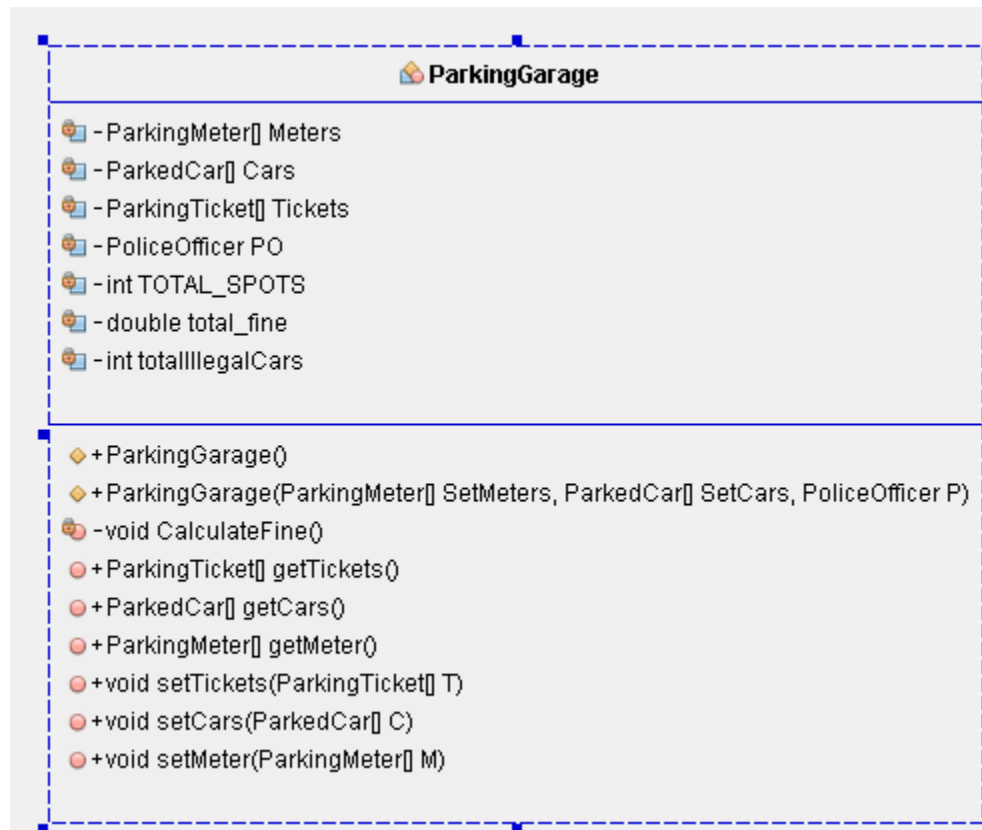 ParkingGarage
-ParkingMeter[] Meters
-ParkedCar[] Cars
-ParkingTicket[] Tickets
-PoliceOfficer PO
-int TOTAL_SPOTS
-double total_fine
-int totalIllegalCars
+ParkingGarage()
+ParkingGarage(ParkingMeter[] SetMeters, ParkedCar[] SetCars, PoliceOfficer P)
-void CalculateFine()
+ParkingTicket[] getTickets()
+ParkedCar[] getCars()
+ParkingMeter[] getMeter()
+void setTickets(ParkingTicket[] T)
+void setCars(ParkedCar[] C)
+void setMeter(ParkingMeter[] M)